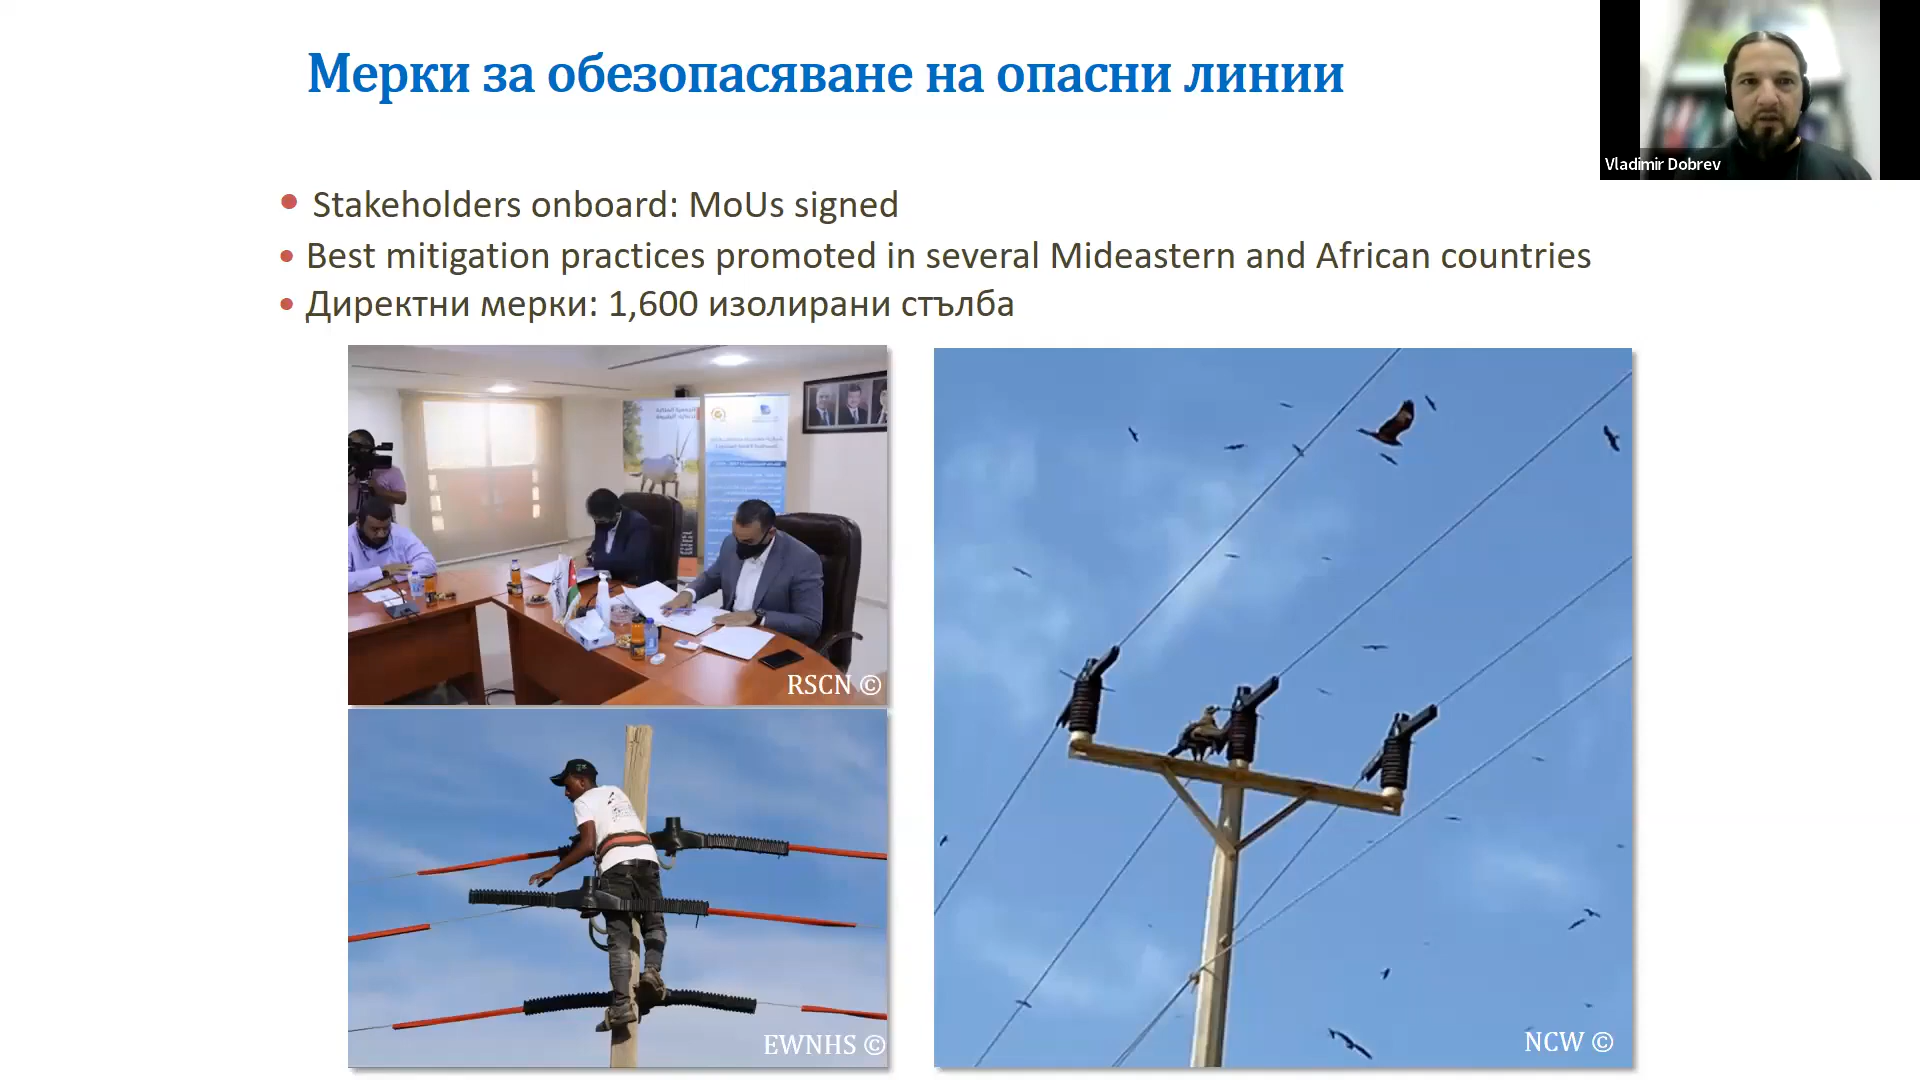 Мерки за обезопасяване на опасни линии
Vladimir Dobrev
• Stakeholders onboard: MoUs signed
• Best mitigation practices promoted in several Mideastern and African countries
• Директни мерки: 1,600 изолирани стълба
RSCN ©
EWNHS ©
NCW ©